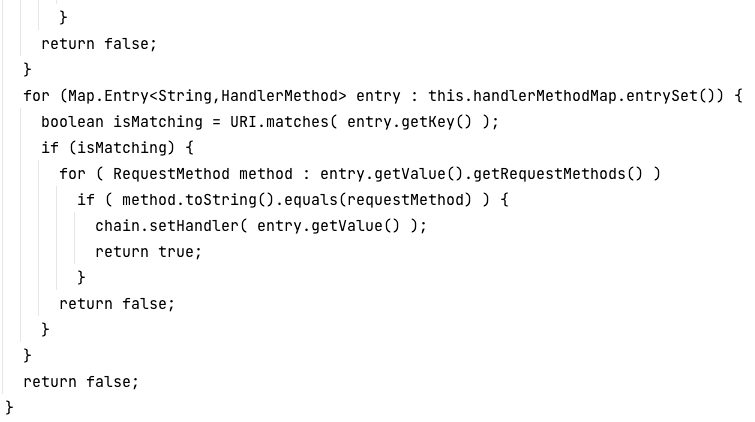 }
    return false;
  }
  for (Map.Entry<String,HandlerMethod> entry : this.handlerMethodMap.entrySet()) {
    boolean isMatching = URI.matches( entry.getKey() );
    if (isMatching) {
      for ( RequestMethod method : entry.getValue().getRequestMethods() )
        if ( method.toString().equals(requestMethod) ) {
          chain.setHandler( entry.getValue() );
          return true;
        }
      return false;
    }
  }
  return false;
}